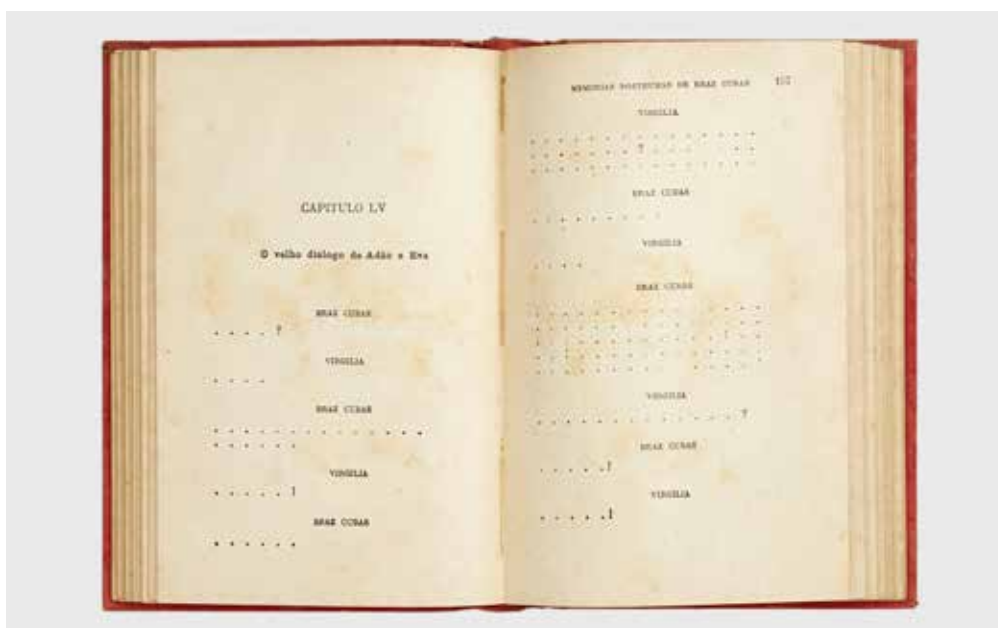 CAPITULO LV
O velho dialogo de Adão e Eva
BRAZ CUBAS
. . . . ?
VIRGILIA
. . . .
BRAZ CUBAS
. . . . . . . . . . . . . .
. . . . . .
VIRGILIA
. . . . . !
BRAZ CUBAS
. . . . . .
MEMORIAS POSTHUMAS DE BRAZ CUBAS
VIRGILIA
. . . . . . . . . . . . . . .
. . . . . . . ? . . . . . .
. . . . . . . . . . . . . . .
BRAZ CUBAS
. . . . . . . . .
VIRGILIA
. . . .
BRAZ CUBAS
. . . . . . . . . . . . . . .
. . . . . . . . . . . . . . .
. . . . . . . . . . . . ! . .
. . . . . . . . . . . . . . .
. . . . . . . . . . . . . . .
VIRGILIA
. . . . . . . . . . . . . ?
BRAZ CUBAS
. . . . . !
VIRGILIA
. . . . . !